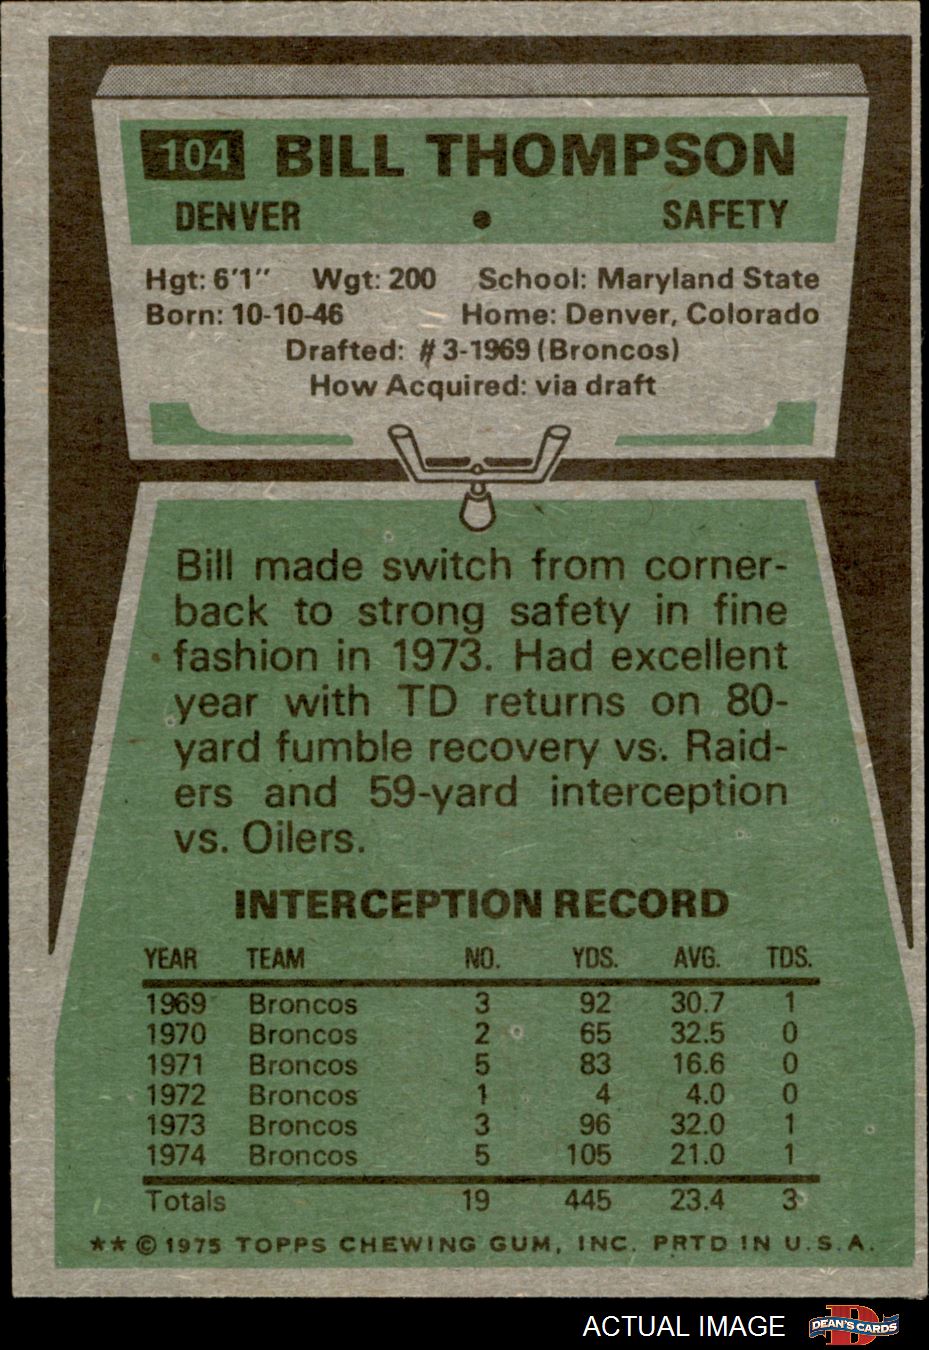 104 BILL THOMPSON
DENVER • SAFETY
Hgt: 6'1" Wgt: 200 School: Maryland State
Born: 10-10-46 Home: Denver, Colorado
Drafted: #3-1969 (Broncos)
How Acquired: via draft
Bill made switch from corner-
back to strong safety in fine
fashion in 1973. Had excellent
year with TD returns on 80-
yard fumble recovery vs. Raid-
ers and 59-yard interception
vs. Oilers.
INTERCEPTION RECORD
YEAR TEAM NO. YDS. AVG. TDS.
1969 Broncos 3 92 30.7 1
1970 Broncos 2 65 32.5 0
1971 Broncos 5 83 16.6 0
1972 Broncos 1 4 4.0 0
1973 Broncos 3 96 32.0 1
1974 Broncos 5 105 21.0 1
Totals 19 445 23.4 3
**© 1975 TOPPS CHEWING GUM, INC. PRTD IN U.S.A.
ACTUAL IMAGE D DEAN'S CARDS